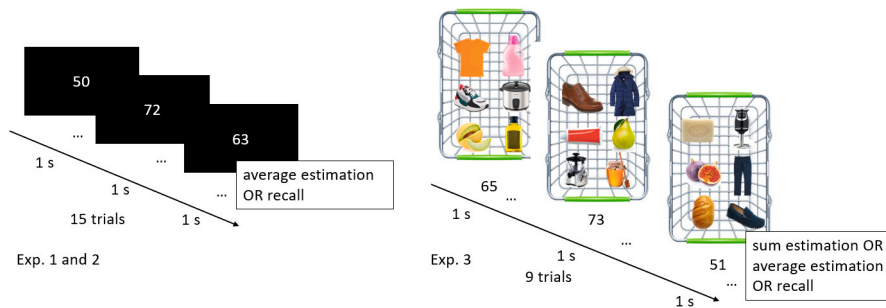 50
72
63
...
...
...
1 s
1 s
1 s
average estimation
OR recall
15 trials
Exp. 1 and 2
65
...
73
...
51
...
1 s
1 s
1 s
sum estimation OR
average estimation
OR recall
9 trials
Exp. 3